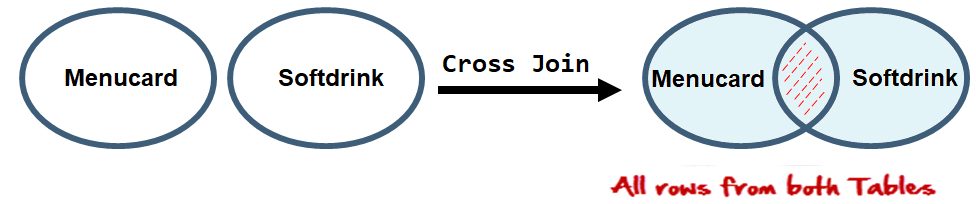 Menucard
Softdrink
Cross Join
Menucard
Softdrink
All rows from both Tables